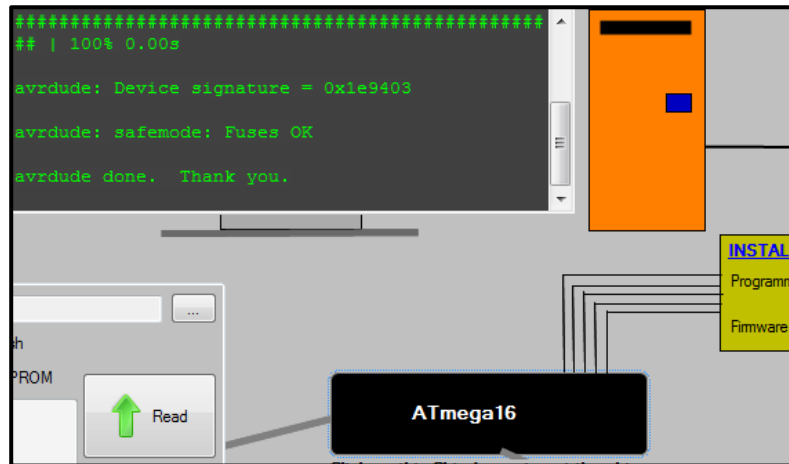 ################################################
## | 100% 0.00s
avrdude: Device signature = 0x1e9403
avrdude: safemode: Fuses OK
avrdude done.  Thank you.
INSTAL
Programm
Firmware
...
sh
PROM
Read
ATmega16